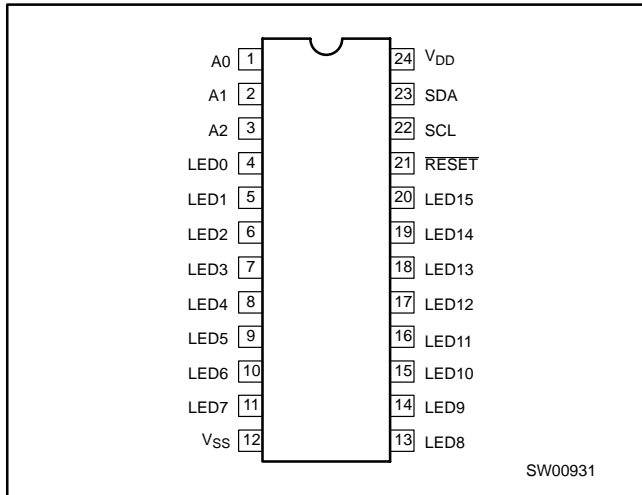 A0 1 24 VDD
A1 2 23 SDA
A2 3 22 SCL
LED0 4 21 RESET
LED1 5 20 LED15
LED2 6 19 LED14
LED3 7 18 LED13
LED4 8 17 LED12
LED5 9 16 LED11
LED6 10 15 LED10
LED7 11 14 LED9
VSS 12 13 LED8
SW00931